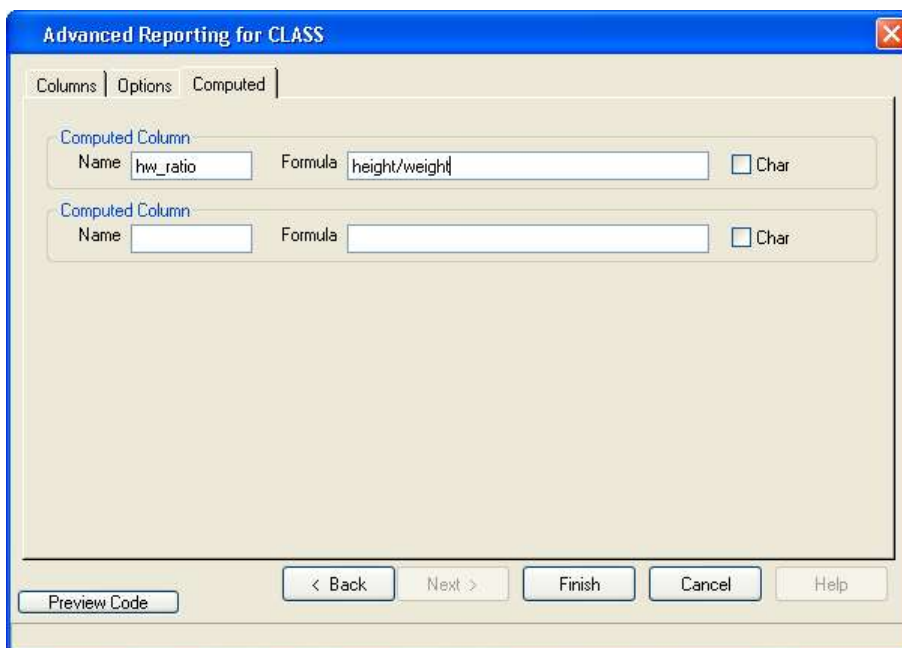 Advanced Reporting for CLASS
Columns Options Computed
Computed Column
Name hw_ratio Formula height/weight Char
Computed Column
Name Formula Char
< Back Next > Finish Cancel Help
Preview Code